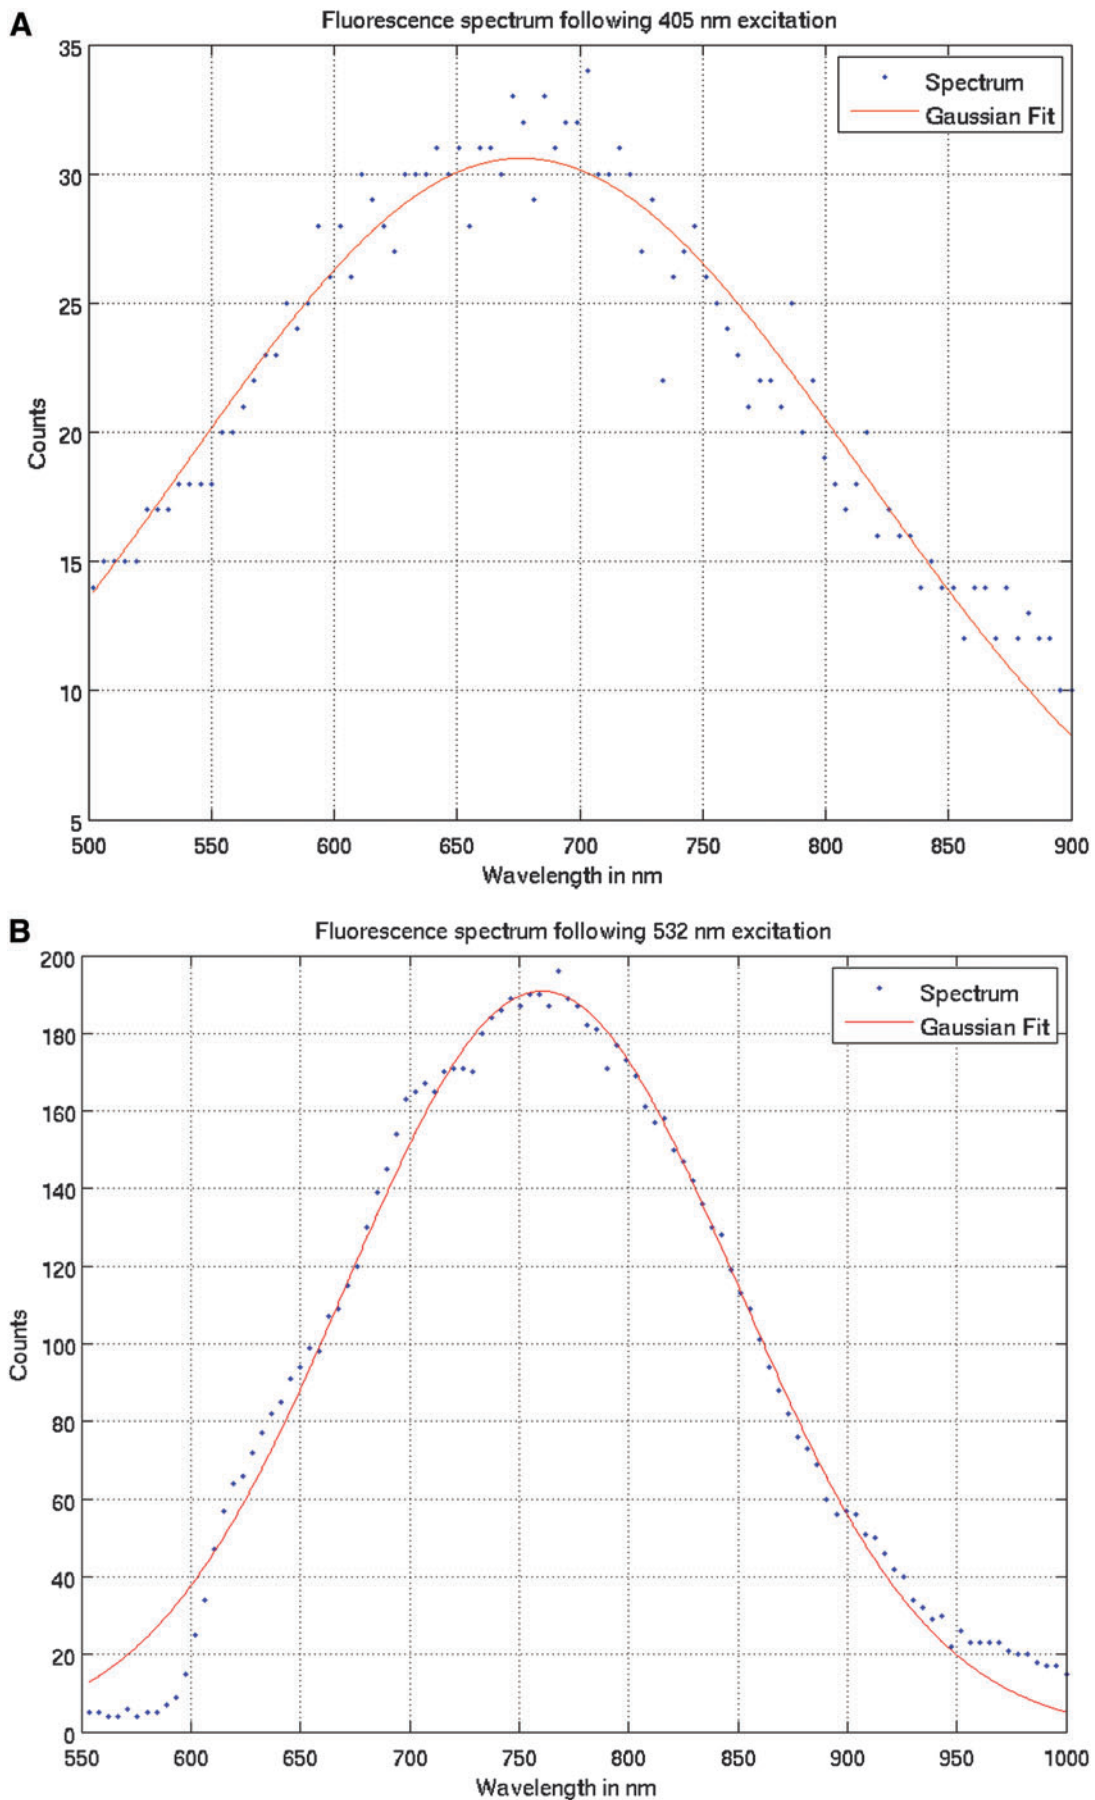 A
Fluorescence spectrum following 405 nm excitation
35
30
25
20
15
10
5
Counts
Spectrum
Gaussian Fit
500 550 600 650 700 750 800 850 900
Wavelength in nm
B
Fluorescence spectrum following 532 nm excitation
200
180
160
140
120
100
80
60
40
20
0
Counts
Spectrum
Gaussian Fit
550 600 650 700 750 800 850 900 950 1000
Wavelength in nm